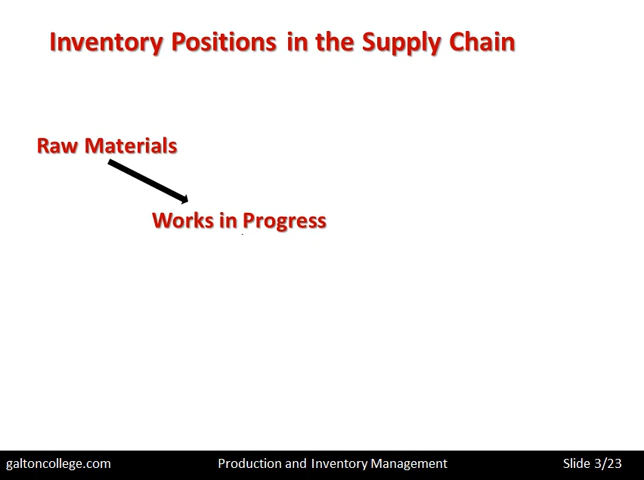 Inventory Positions in the Supply Chain
Raw Materials
Works in Progress
galtoncollege.com Production and Inventory Management Slide 3/23